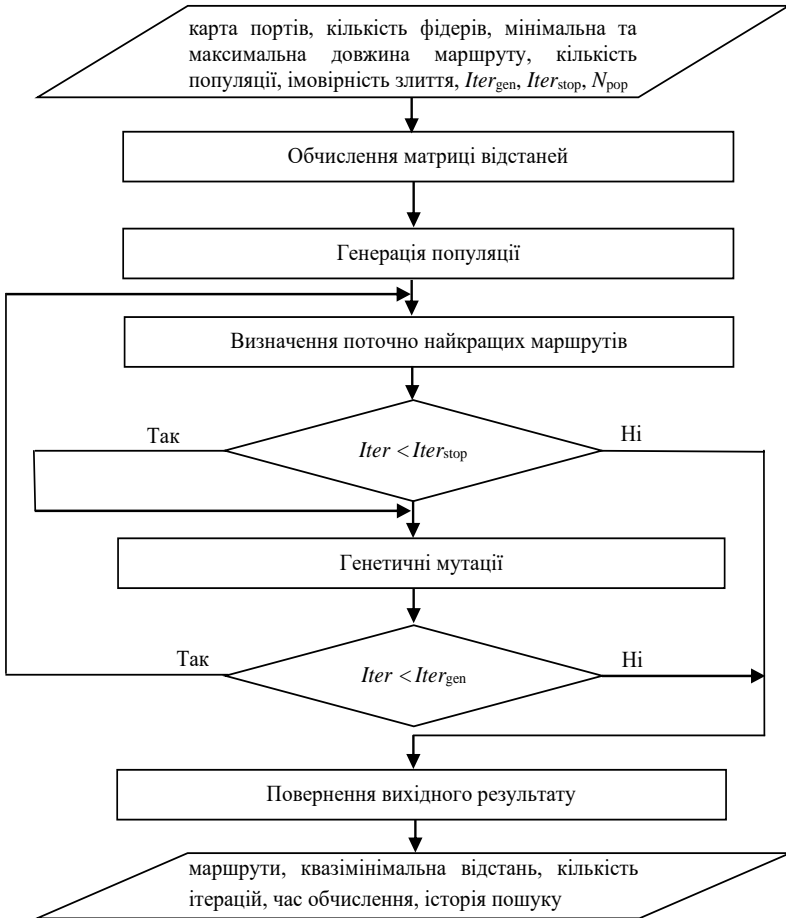 карта портів, кількість фідерів, мінімальна та
максимальна довжина маршруту, кількість
популяції, імовірність злиття, Iter_gen, Iter_stop, N_pop
Обчислення матриці відстаней
Генерація популяції
Визначення поточно найкращих маршрутів
Так
Iter < Iter_stop
Ні
Генетичні мутації
Так
Iter < Iter_gen
Ні
Повернення вихідного результату
маршрути, квазімінімальна відстань, кількість
ітерацій, час обчислення, історія пошуку